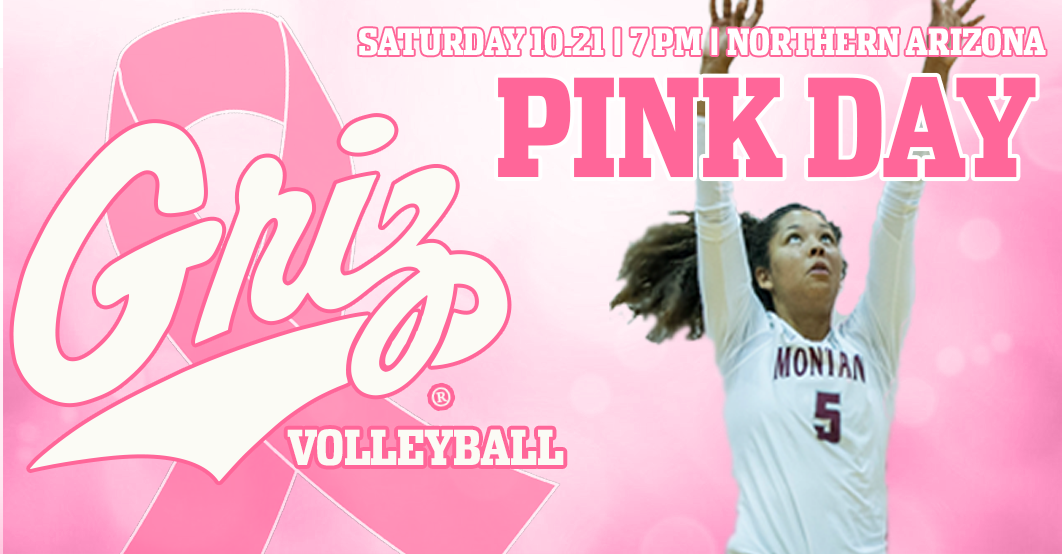 SATURDAY 10.21 | 7 PM | NORTHERN ARIZONA
PINK DAY
Griz
®
VOLLEYBALL
MONTAN
5